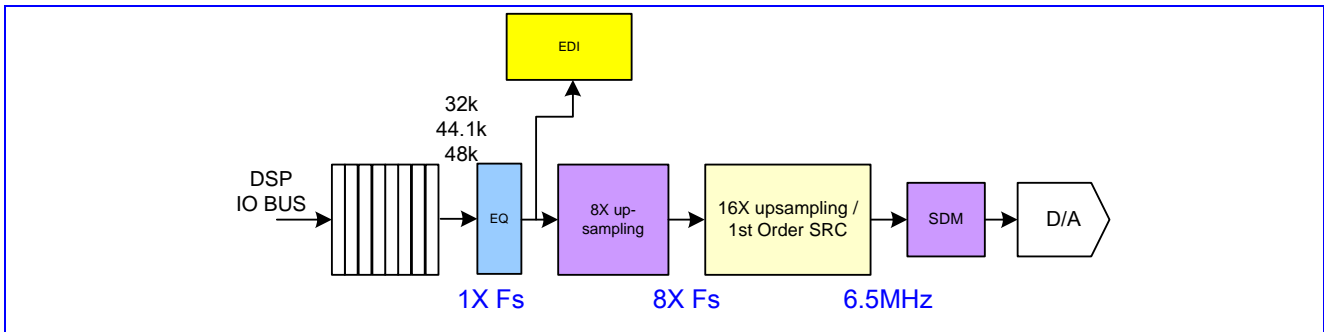 EDI
32k
44.1k
48k
DSP
IO BUS
EQ
8X up-
sampling
16X upsampling /
1st Order SRC
SDM
D/A
1X Fs
8X Fs
6.5MHz